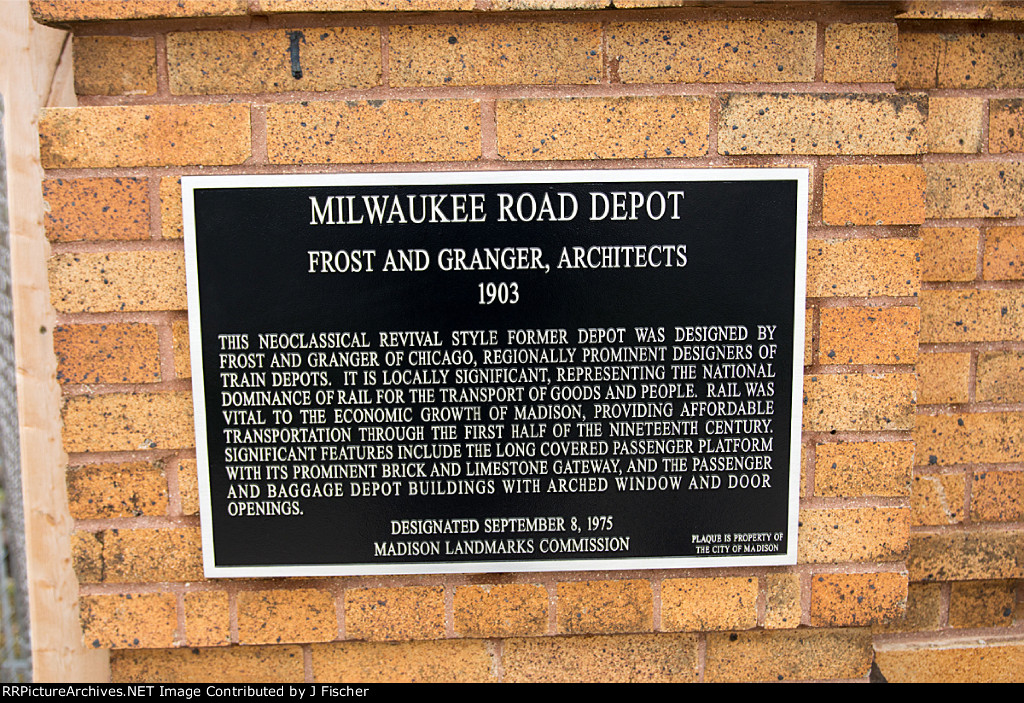 MILWAUKEE ROAD DEPOT
FROST AND GRANGER, ARCHITECTS
1903
THIS NEOCLASSICAL REVIVAL STYLE FORMER DEPOT WAS DESIGNED BY
FROST AND GRANGER OF CHICAGO, REGIONALLY PROMINENT DESIGNERS OF
TRAIN DEPOTS. IT IS LOCALLY SIGNIFICANT, REPRESENTING THE NATIONAL
DOMINANCE OF RAIL FOR THE TRANSPORT OF GOODS AND PEOPLE. RAIL WAS
VITAL TO THE ECONOMIC GROWTH OF MADISON, PROVIDING AFFORDABLE
TRANSPORTATION THROUGH THE FIRST HALF OF THE NINETEENTH CENTURY.
SIGNIFICANT FEATURES INCLUDE THE LONG COVERED PASSENGER PLATFORM
WITH ITS PROMINENT BRICK AND LIMESTONE GATEWAY, AND THE PASSENGER
AND BAGGAGE DEPOT BUILDINGS WITH ARCHED WINDOW AND DOOR
OPENINGS.
DESIGNATED SEPTEMBER 8, 1975
MADISON LANDMARKS COMMISSION
PLAQUE IS PROPERTY OF
THE CITY OF MADISON
RRPictureArchives.NET Image Contributed by J Fischer